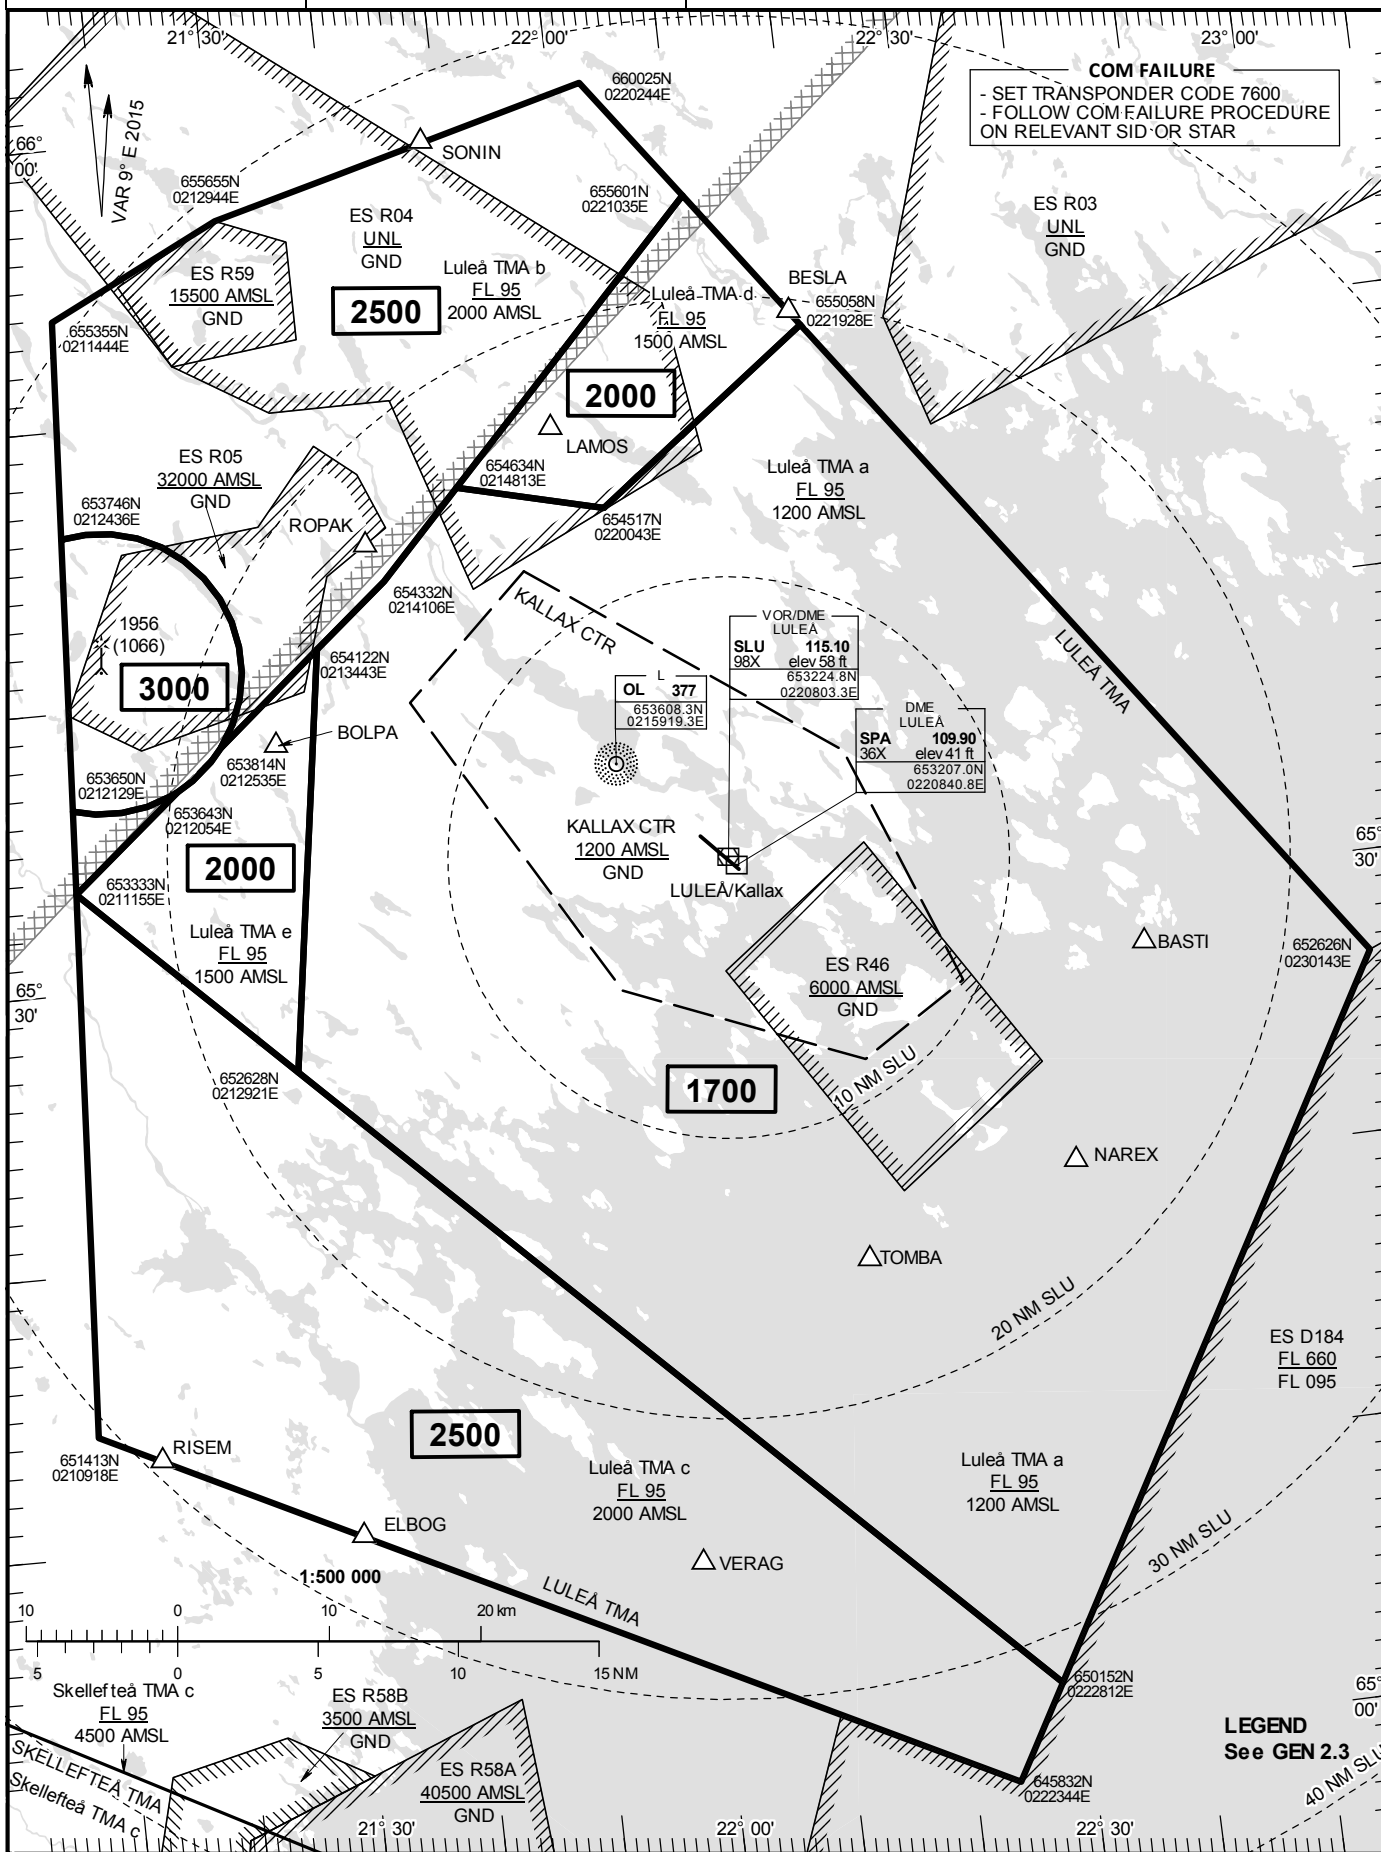 21° 30'
22° 00'
22° 30'
23° 00'
COM FAILURE
- SET TRANSPONDER CODE 7600
- FOLLOW COM FAILURE PROCEDURE
ON RELEVANT SID OR STAR
VAR 9° E 2015
66°
00'
660025N
0220244E
SONIN
655655N
0212944E
655601N
0221035E
ES R04
UNL
GND
ES R03
UNL
GND
ES R59
15500 AMSL
GND
Luleå TMA b
FL 95
2000 AMSL
2500
Luleå TMA d
FL 95
1500 AMSL
BESLA
655058N
0221928E
655355N
0211444E
2000
LAMOS
ES R05
32000 AMSL
GND
654634N
0214813E
Luleå TMA a
FL 95
1200 AMSL
653746N
0212436E
ROPAK
654517N
0220043E
654332N
0214106E
KALLAX CTR
1956
(1066)
3000
654122N
0213443E
VOR/DME
LULEÅ
SLU 115.10
98X elev 58 ft
653224.8N
0220803.3E
LULEÅ TMA
L
OL 377
653608.3N
0215919.3E
DME
LULEÅ
SPA 109.90
36X elev 41 ft
653207.0N
0220840.8E
BOLPA
653814N
0212535E
653650N
0212129E
653643N
0212054E
2000
KALLAX CTR
1200 AMSL
GND
LULEÅ/Kallax
65°
30'
653333N
0211155E
Luleå TMA e
FL 95
1500 AMSL
BASTI
652626N
0230143E
ES R46
6000 AMSL
GND
65°
30'
652628N
0212921E
1700
10 NM SLU
NAREX
TOMBA
20 NM SLU
ES D184
FL 660
FL 095
2500
RISEM
651413N
0210918E
Luleå TMA c
FL 95
2000 AMSL
Luleå TMA a
FL 95
1200 AMSL
ELBOG
VERAG
30 NM SLU
1:500 000
LULEÅ TMA
10 0 10 20 km
5 0 5 10 15 NM
650152N
0222812E
65°
00'
Skellefteå TMA c
FL 95
4500 AMSL
ES R58B
3500 AMSL
GND
LEGEND
See GEN 2.3
SKELLEFTEÅ TMA
Skellefteå TMA c
ES R58A
40500 AMSL
GND
645832N
0222344E
40 NM SLU
21° 30'
22° 00'
22° 30'